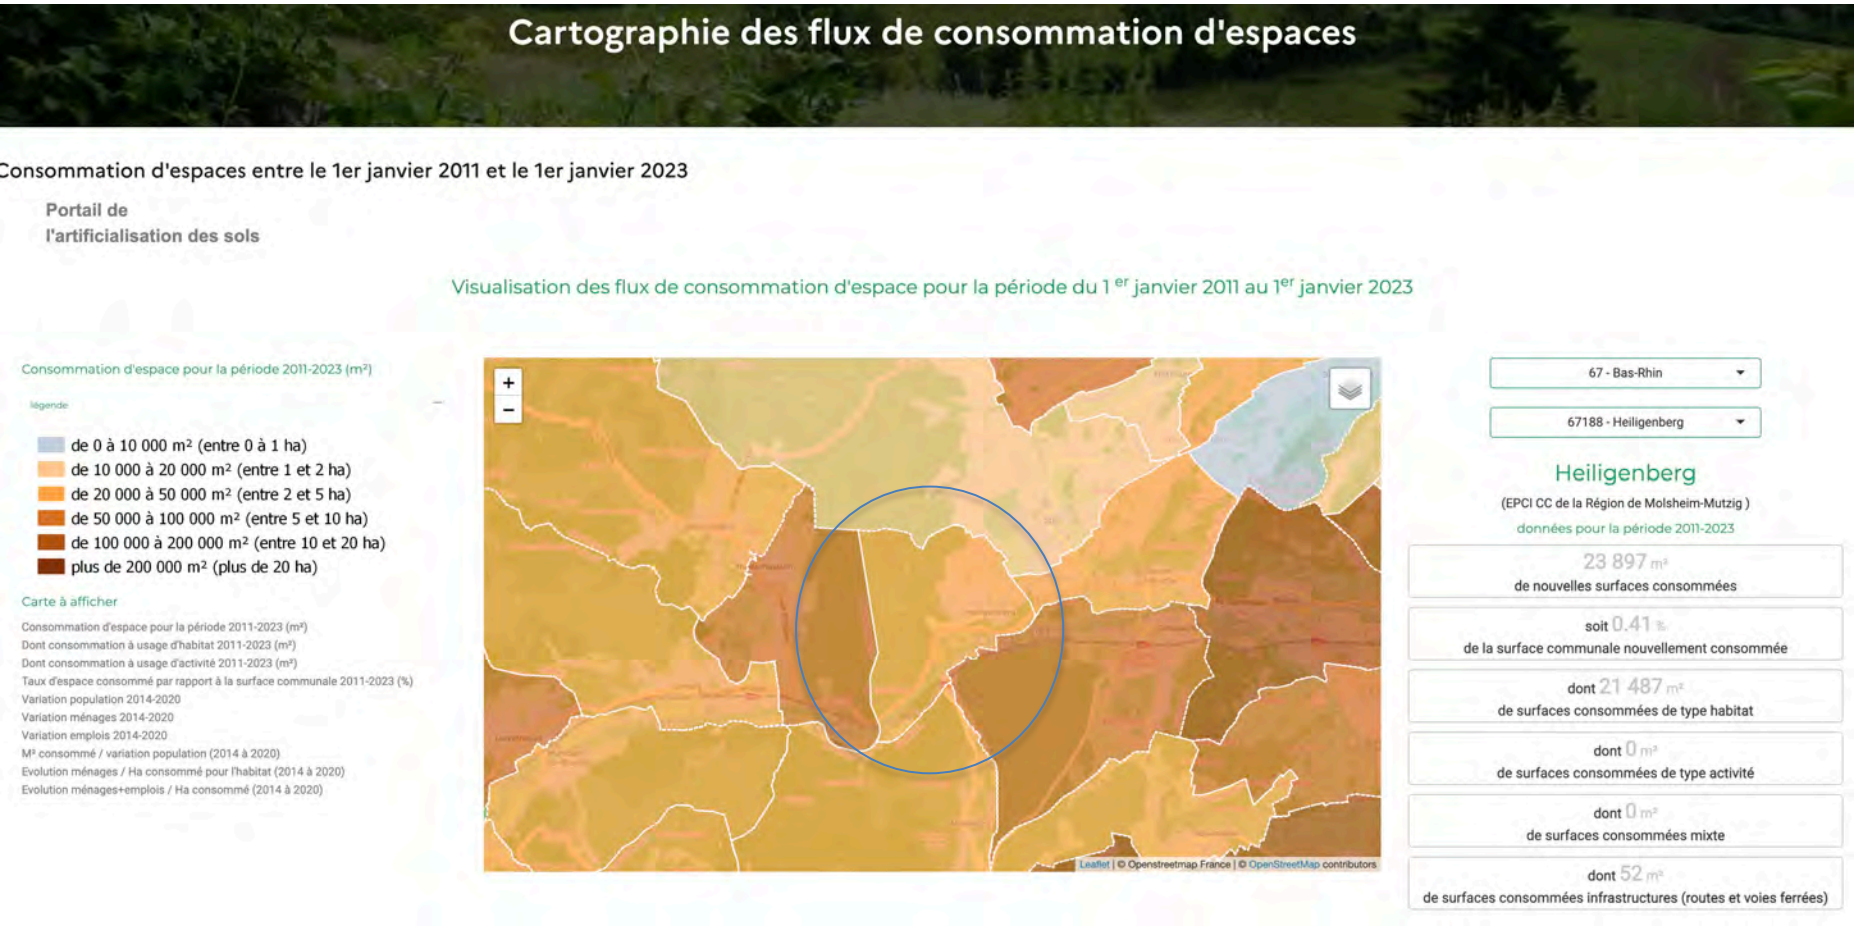 Cartographie des flux de consommation d'espaces
Consommation d'espaces entre le 1er janvier 2011 et le 1er janvier 2023
Portail de
l'artificialisation des sols
Visualisation des flux de consommation d'espace pour la période du 1 er janvier 2011 au 1er janvier 2023
Consommation d'espace pour la période 2011-2023 (m²)
légende
de 0 à 10 000 m² (entre 0 à 1 ha)
de 10 000 à 20 000 m² (entre 1 et 2 ha)
de 20 000 à 50 000 m² (entre 2 et 5 ha)
de 50 000 à 100 000 m² (entre 5 et 10 ha)
de 100 000 à 200 000 m² (entre 10 et 20 ha)
plus de 200 000 m² (plus de 20 ha)
Carte à afficher
Consommation d'espace pour la période 2011-2023 (m²)
Dont consommation à usage d'habitat 2011-2023 (m²)
Dont consommation à usage d'activité 2011-2023 (m²)
Taux d'espace consommé par rapport à la surface communale 2011-2023 (%)
Variation population 2014-2020
Variation ménages 2014-2020
Variation emplois 2014-2020
M² consommé / variation population (2014 à 2020)
Evolution ménages / Ha consommé pour l'habitat (2014 à 2020)
Evolution ménages+emplois / Ha consommé (2014 à 2020)
+
−
Leaflet | © Openstreetmap France | © OpenStreetMap contributors
67 - Bas-Rhin
67188 - Heiligenberg
Heiligenberg
(EPCI CC de la Région de Molsheim-Mutzig )
données pour la période 2011-2023
23 897 m²
de nouvelles surfaces consommées
soit 0.41 %
de la surface communale nouvellement consommée
dont 21 487 m²
de surfaces consommées de type habitat
dont 0 m²
de surfaces consommées de type activité
dont 0 m²
de surfaces consommées mixte
dont 52 m²
de surfaces consommées infrastructures (routes et voies ferrées)